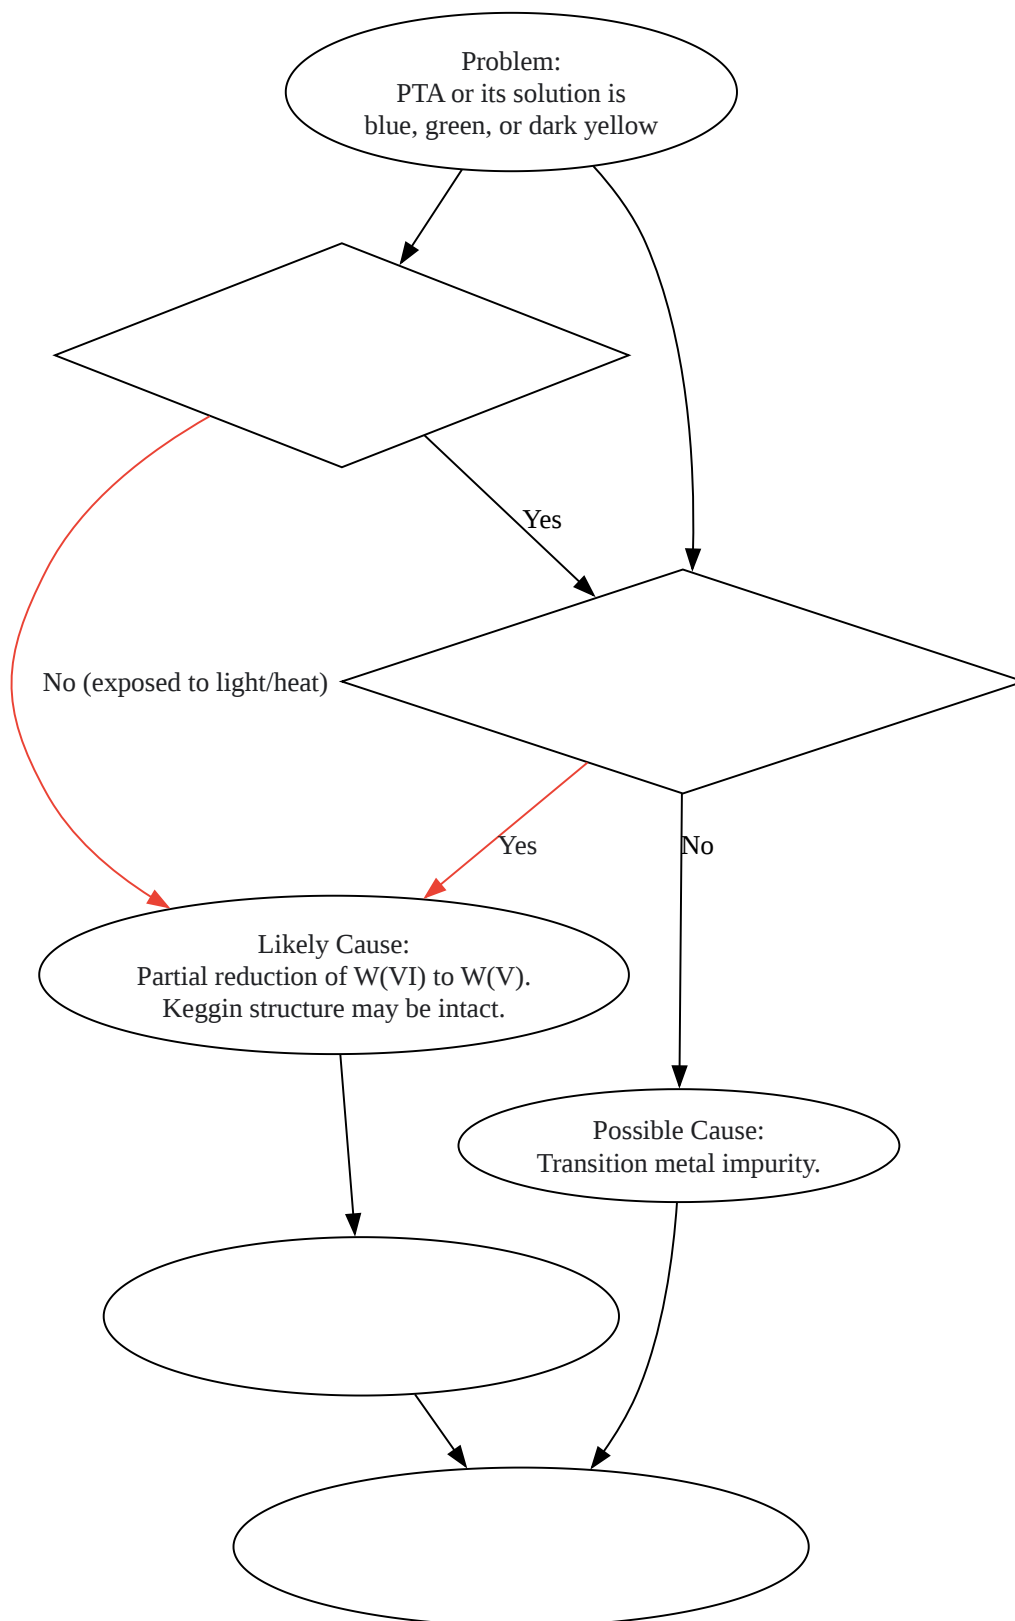 Problem:
PTA or its solution is
blue, green, or dark yellow
Yes
No (exposed to light/heat)
Yes
No
Likely Cause:
Partial reduction of W(VI) to W(V).
Keggin structure may be intact.
Possible Cause:
Transition metal impurity.